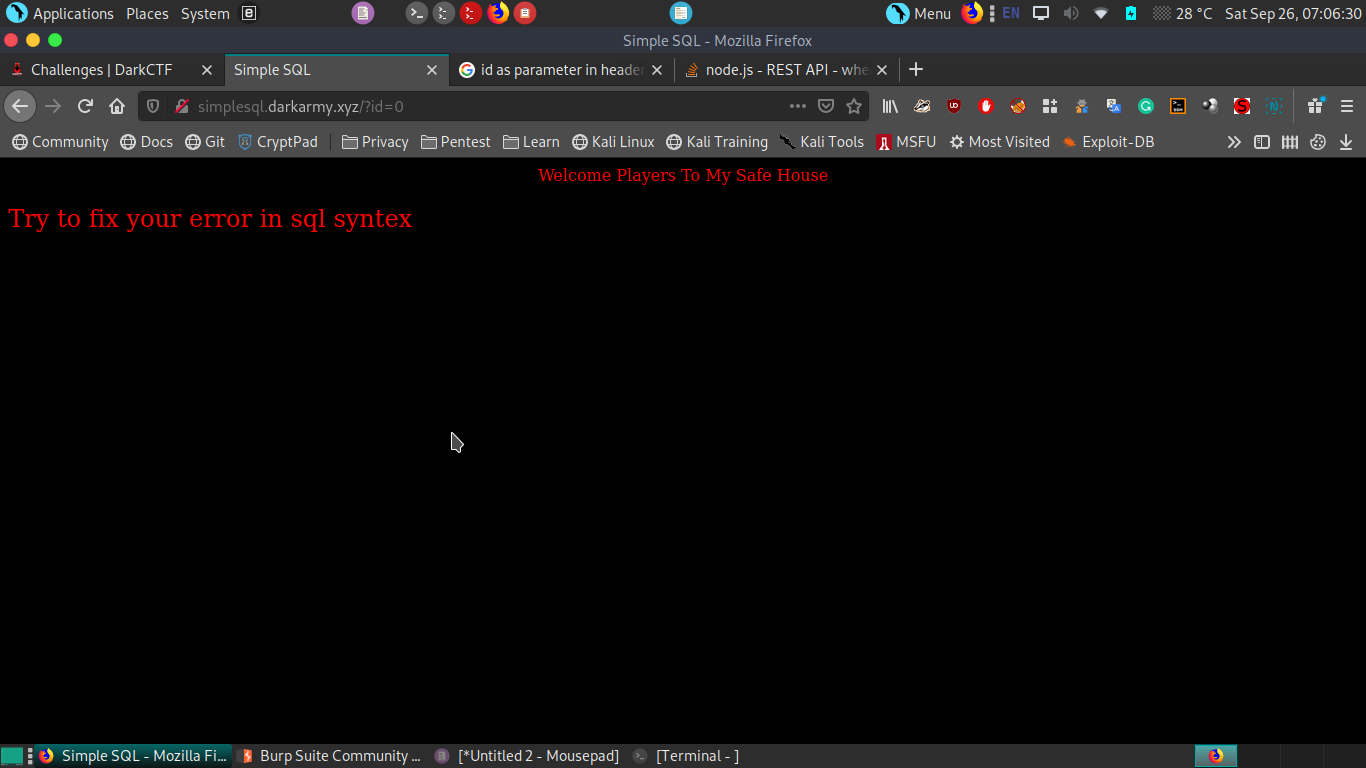 Applications Places System Menu EN 28 °C Sat Sep 26, 07:06:30
Simple SQL - Mozilla Firefox
Challenges | DarkCTF Simple SQL id as parameter in header node.js - REST API - whe
simplesql.darkarmy.xyz/?id=0
Community Docs Git CryptPad Privacy Pentest Learn Kali Linux Kali Training Kali Tools MSFU Most Visited Exploit-DB
Welcome Players To My Safe House
Try to fix your error in sql syntex
Simple SQL - Mozilla Fi... Burp Suite Community ... [*Untitled 2 - Mousepad] [Terminal - ]